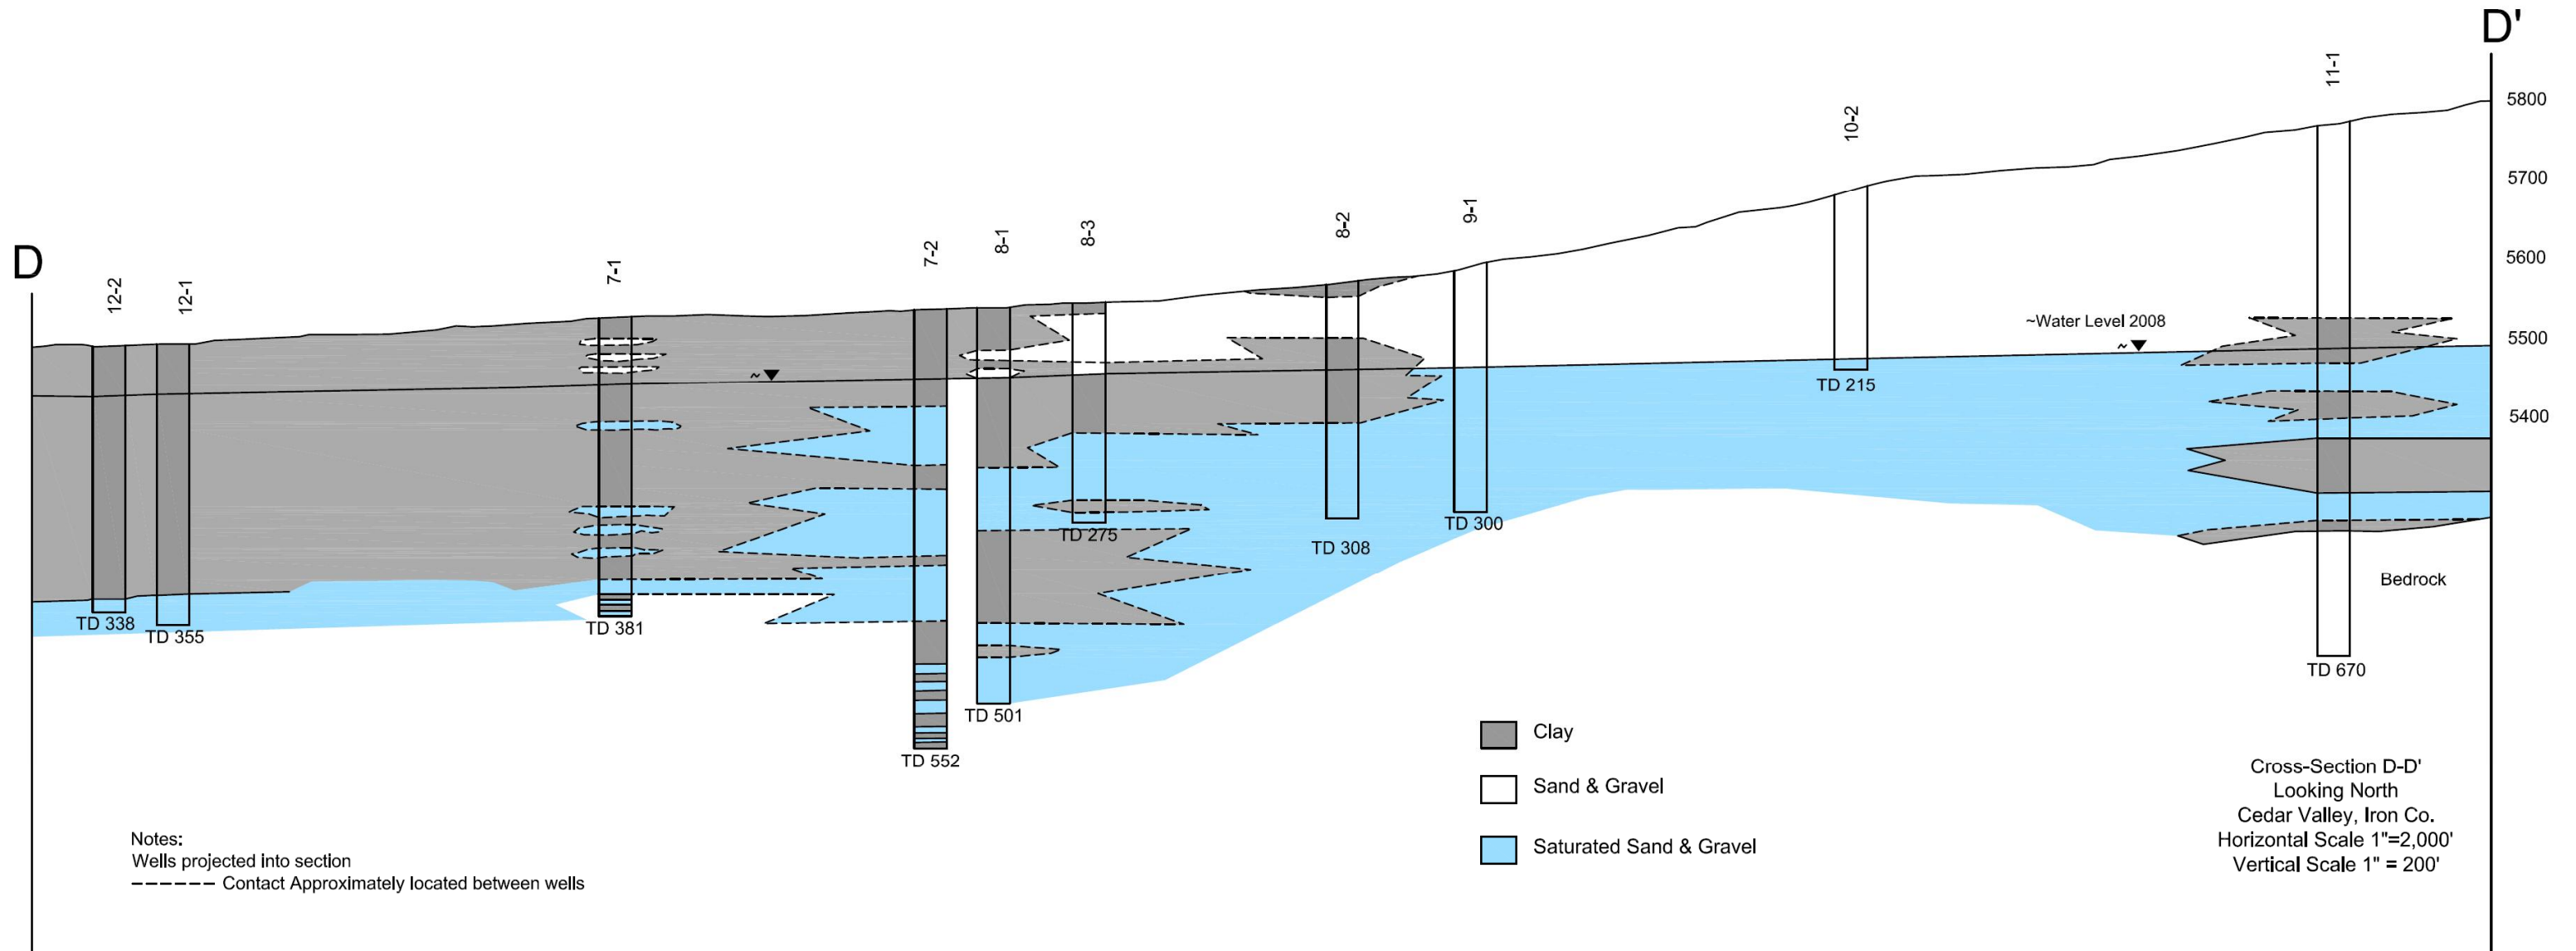 D'
11-1
5800
10-2
5700
9-1
8-2
8-3
8-1
7-2
7-1
12-1
12-2
D
5600
~Water Level 2008
~
5500
~
TD 215
5400
TD 300
TD 275
TD 308
Bedrock
TD 338
TD 355
TD 381
TD 670
TD 501
TD 552
Clay
Sand & Gravel
Saturated Sand & Gravel
Cross-Section D-D'
Looking North
Cedar Valley, Iron Co.
Horizontal Scale 1"=2,000'
Vertical Scale 1" = 200'
Notes:
Wells projected into section
Contact Approximately located between wells